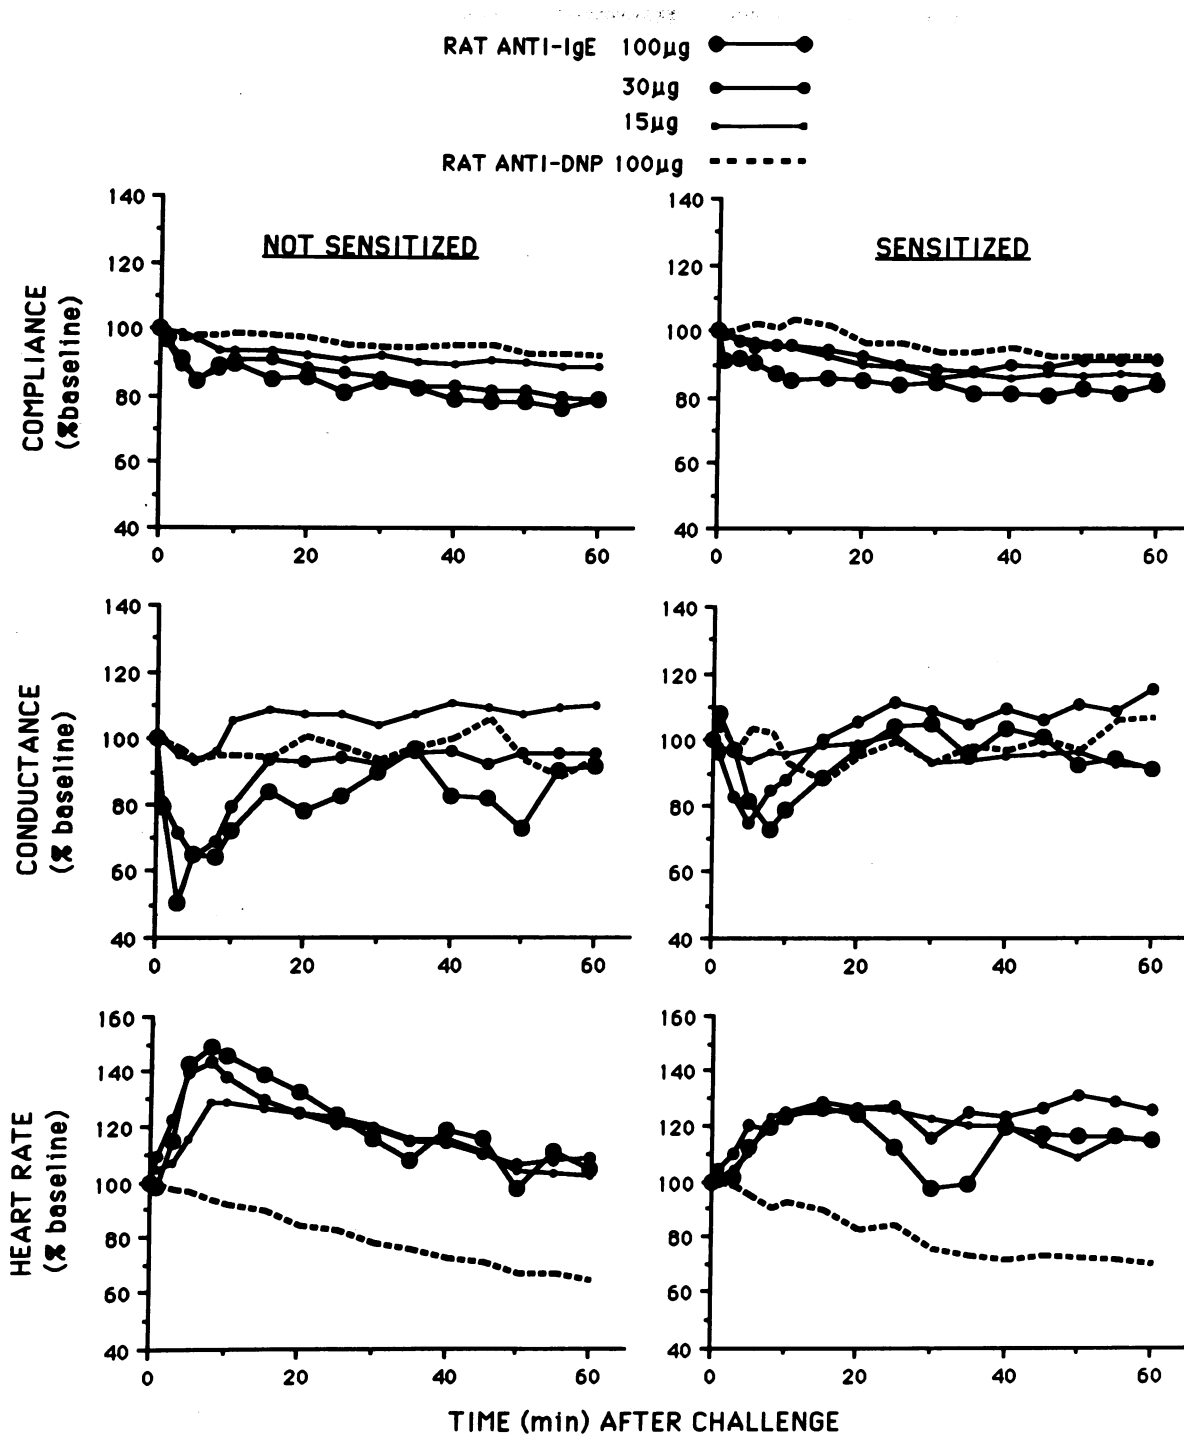 RAT ANTI-IgE 100µg
30µg
15µg
RAT ANTI-DNP 100µg
NOT SENSITIZED
SENSITIZED
COMPLIANCE
(%baseline)
140
120
100
80
60
40
0 20 40 60
140
120
100
80
60
40
0 20 40 60
CONDUCTANCE
(% baseline)
140
120
100
80
60
40
0 20 40 60
140
120
100
80
60
40
0 20 40 60
HEART RATE
(% baseline)
160
140
120
100
80
60
40
0 20 40 60
160
140
120
100
80
60
40
0 20 40 60
TIME (min) AFTER CHALLENGE